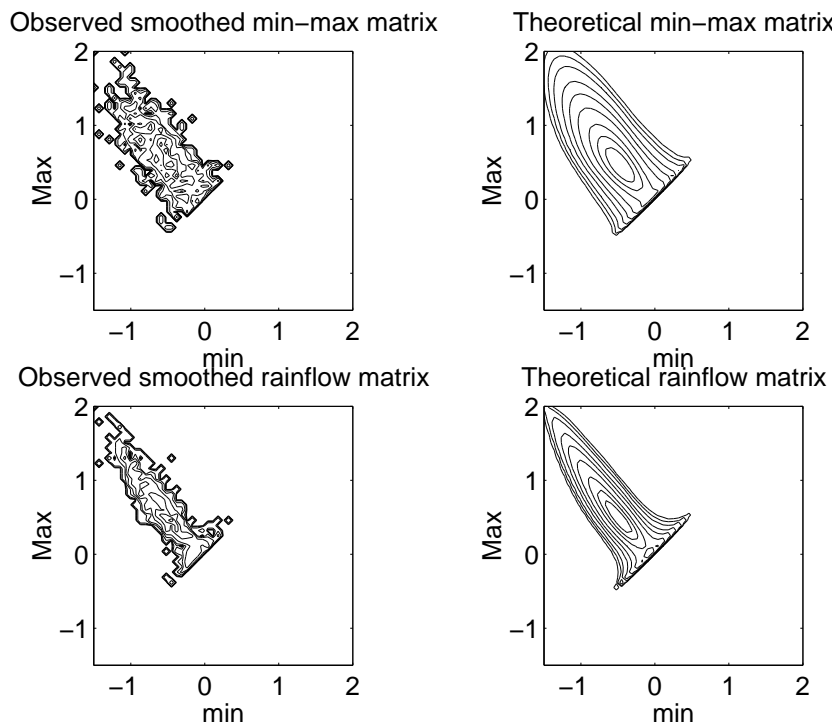 Observed smoothed min−max matrix
2
1
0
−1
Max
−1 0 1 2
min
Theoretical min−max matrix
2
1
0
−1
Max
−1 0 1 2
min
Observed smoothed rainflow matrix
2
1
0
−1
Max
−1 0 1 2
min
Theoretical rainflow matrix
2
1
0
−1
Max
−1 0 1 2
min